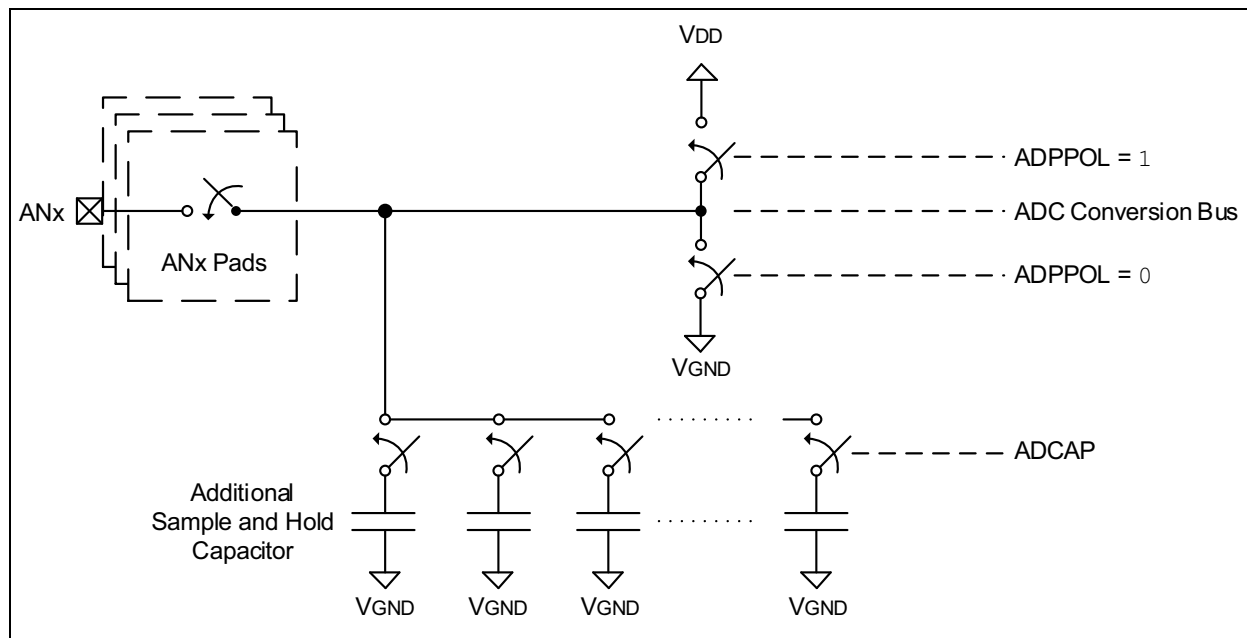 VDD
ADPPOL = 1
ANx
ADC Conversion Bus
ANx Pads
ADPPOL = 0
VGND
ADCAP
Additional
Sample and Hold
Capacitor
VGND
VGND
VGND
VGND